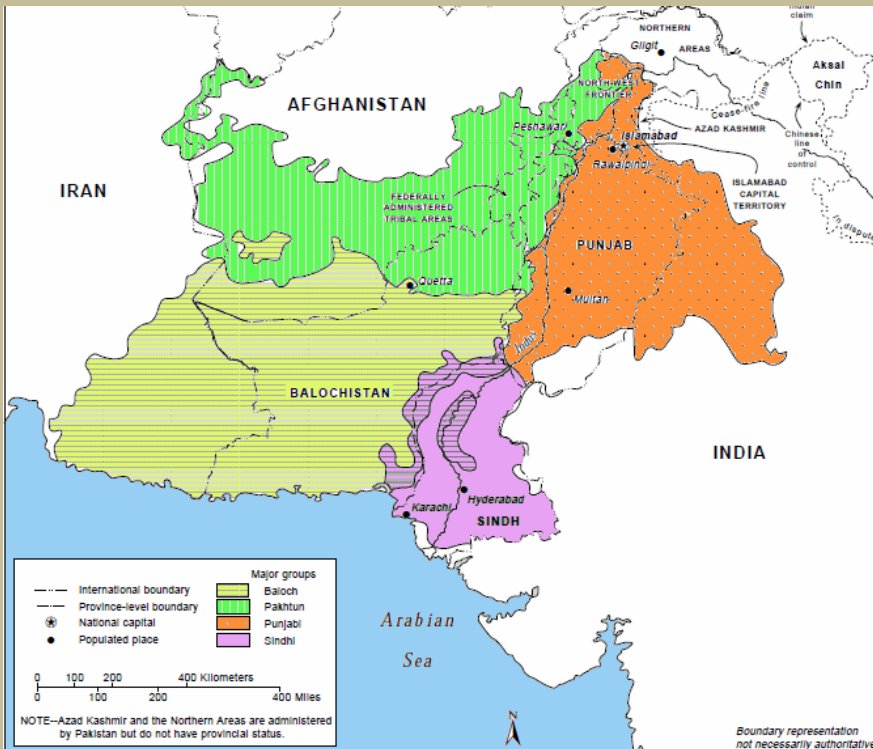 Indian
claim
NORTHERN
AREAS
Gilgit
Aksai
Chin
NORTH-WEST
FRONTIER
Cease-fire line
AFGHANISTAN
Peshawar
AZAD KASHMIR
Islamabad
Chinese
line of
control
Rawalpindi
IRAN
ISLAMABAD
CAPITAL
TERRITORY
FEDERALLY
ADMINISTERED
TRIBAL AREAS
In dispute
PUNJAB
Quetta
Multan
Indus
BALOCHISTAN
INDIA
Hyderabad
Karachi
SINDH
Major groups
International boundary
Province-level boundary
National capital
Populated place
Baloch
Pakhtun
Punjabi
Sindhi
0 100 200 400 Kilometers
0 100 200 400 Miles
NOTE--Azad Kashmir and the Northern Areas are administered
by Pakistan but do not have provincial status.
Arabian
Sea
N
Boundary representation
not necessarily authoritative